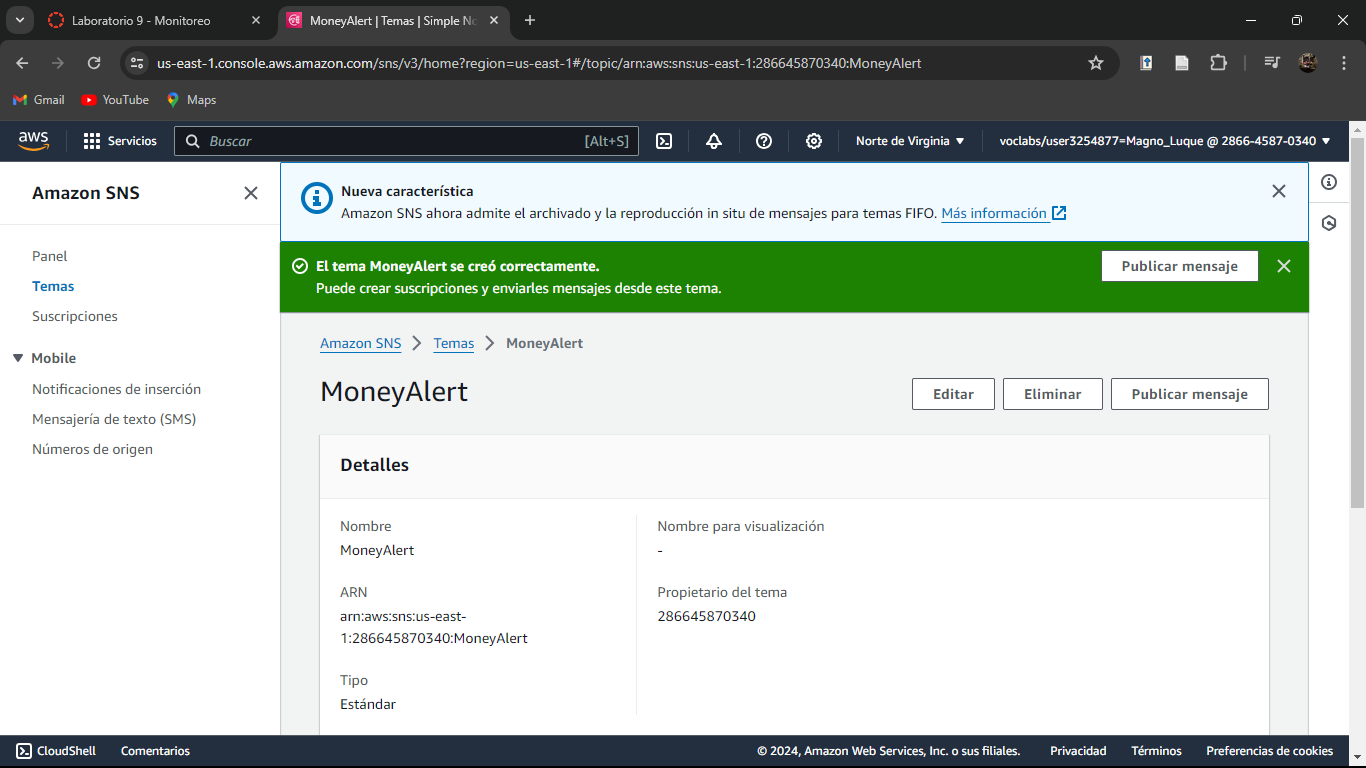 Laboratorio 9 - Monitoreo
MoneyAlert | Temas | Simple No
us-east-1.console.aws.amazon.com/sns/v3/home?region=us-east-1#/topic/arn:aws:sns:us-east-1:286645870340:MoneyAlert
Gmail
YouTube
Maps
aws
Servicios
Buscar
[Alt+S]
Norte de Virginia
voclabs/user3254877=Magno_Luque @ 2866-4587-0340
Amazon SNS
Panel
Temas
Suscripciones
Mobile
Notificaciones de inserción
Mensajería de texto (SMS)
Números de origen
Nueva característica
Amazon SNS ahora admite el archivado y la reproducción in situ de mensajes para temas FIFO. Más información
El tema MoneyAlert se creó correctamente.
Puede crear suscripciones y enviarles mensajes desde este tema.
Publicar mensaje
Amazon SNS
Temas
MoneyAlert
MoneyAlert
Editar
Eliminar
Publicar mensaje
Detalles
Nombre
MoneyAlert
ARN
arn:aws:sns:us-east-
1:286645870340:MoneyAlert
Tipo
Estándar
Nombre para visualización
-
Propietario del tema
286645870340
CloudShell
Comentarios
© 2024, Amazon Web Services, Inc. o sus filiales.
Privacidad
Términos
Preferencias de cookies